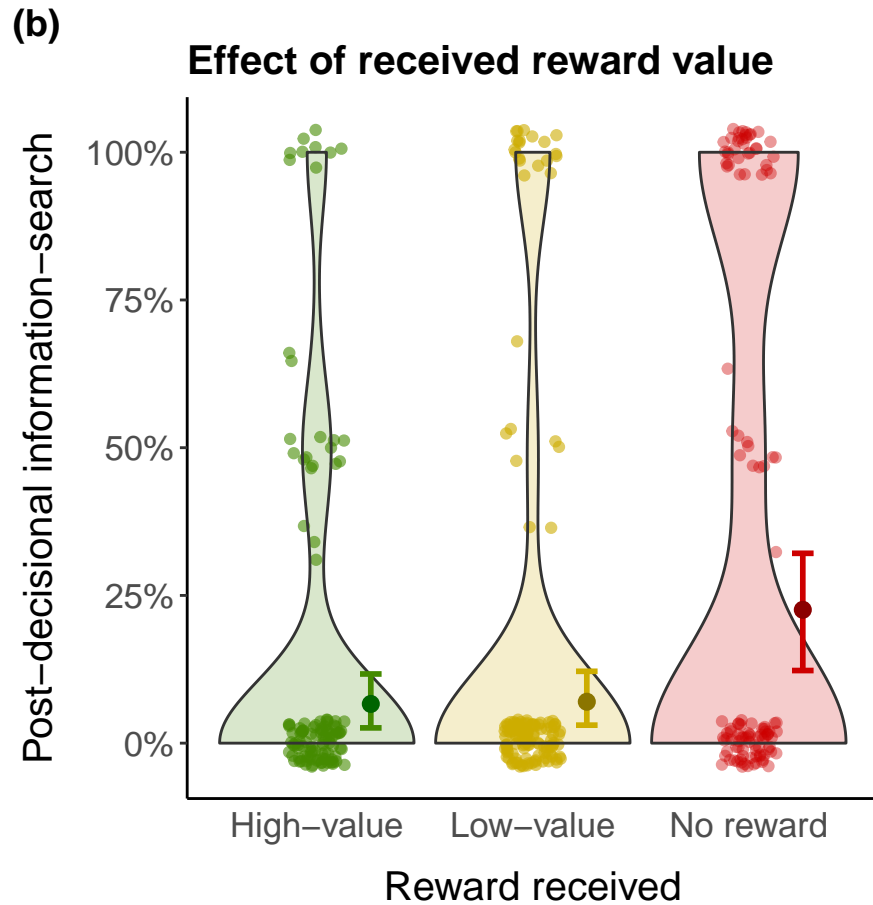 (b)
Effect of received reward value
Post−decisional information−search
100%
75%
50%
25%
0%
High−value
Low−value
No reward
Reward received